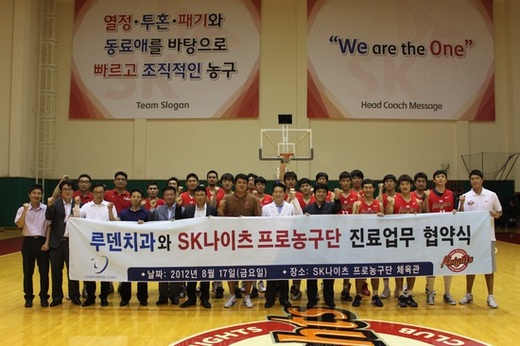 열정·투혼·패기와
동료애를 바탕으로
빠르고 조직적인 농구
Team Slogan
"We are the One"
Head Coach Message
루덴치과와 SK나이츠 프로농구단 진료업무 협약식
•날짜: 2012년 8월 17일(금요일) •장소: SK나이츠 프로농구단 체육관
Knights
CLUB